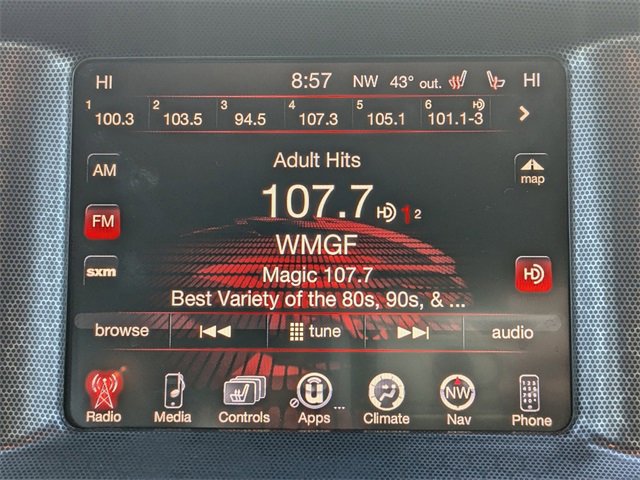 HI 8:57 NW 43° out. HI
1 100.3 2 103.5 3 94.5 4 107.3 5 105.1 6 101.1-3 HD
AM Adult Hits map
107.7 HD 1 2
FM WMGF
sxm Magic 107.7 HD
Best Variety of the 80s, 90s, & ...
browse tune audio
U ... NW
Radio Media Controls Apps Climate Nav Phone